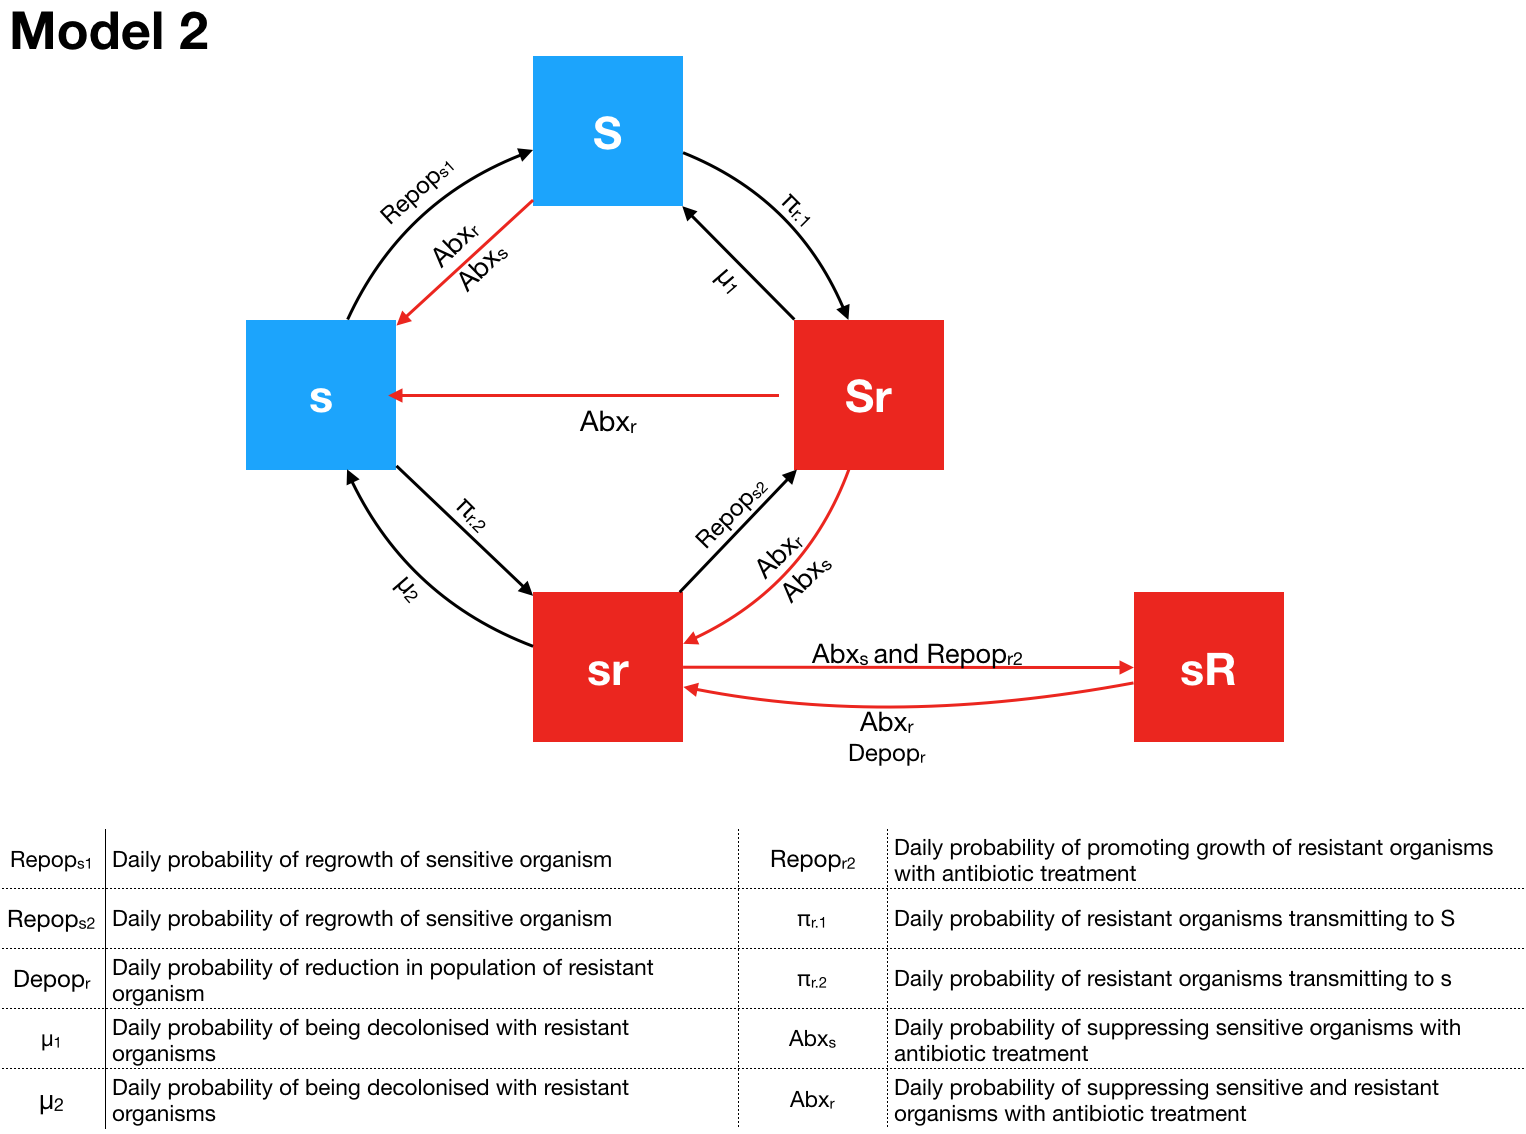 Model 2
S
Repops1
πr.1
Abxr
Abxs
μ1
s
Sr
Abxr
πr.2
Repops2
Abxr
Abxs
μ2
sr
Abxs and Repopr2
sR
Abxr
Depopr
Repops1
Daily probability of regrowth of sensitive organism
Repopr2
Daily probability of promoting growth of resistant organisms
with antibiotic treatment
Repops2
Daily probability of regrowth of sensitive organism
πr.1
Daily probability of resistant organisms transmitting to S
Depopr
Daily probability of reduction in population of resistant
organism
πr.2
Daily probability of resistant organisms transmitting to s
μ1
Daily probability of being decolonised with resistant
organisms
Abxs
Daily probability of suppressing sensitive organisms with
antibiotic treatment
μ2
Daily probability of being decolonised with resistant
organisms
Abxr
Daily probability of suppressing sensitive and resistant
organisms with antibiotic treatment